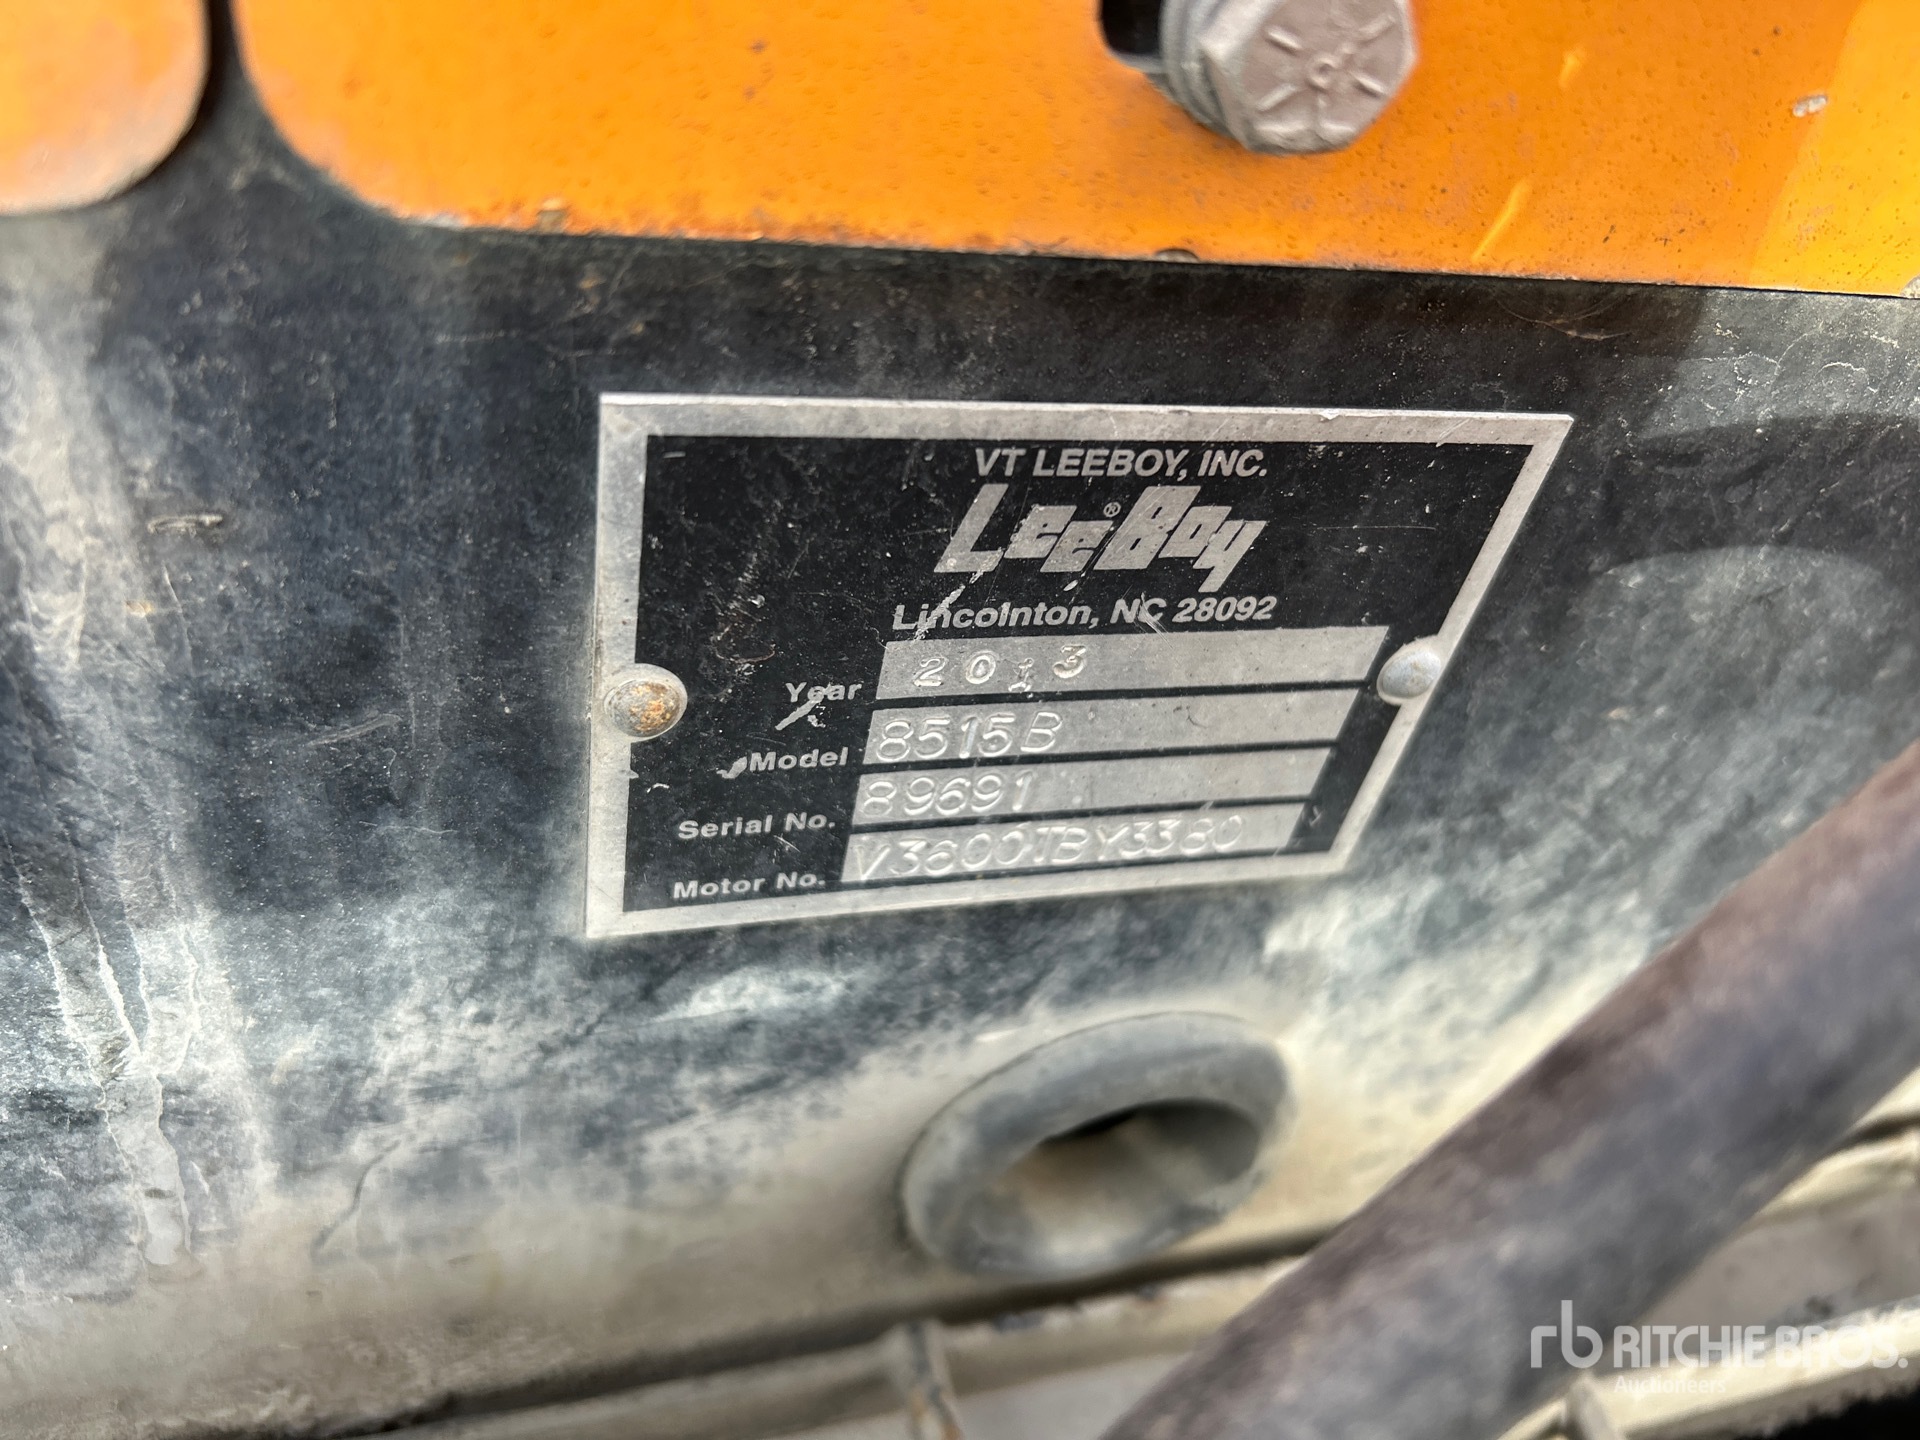 VT LEEBOY, INC.
LeeBoy®
Lincolnton, NC 28092
Year 2013
Model 8515B
Serial No. 89691
Motor No. V3600TBY3380
rb RITCHIE BROS.
Auctioneers